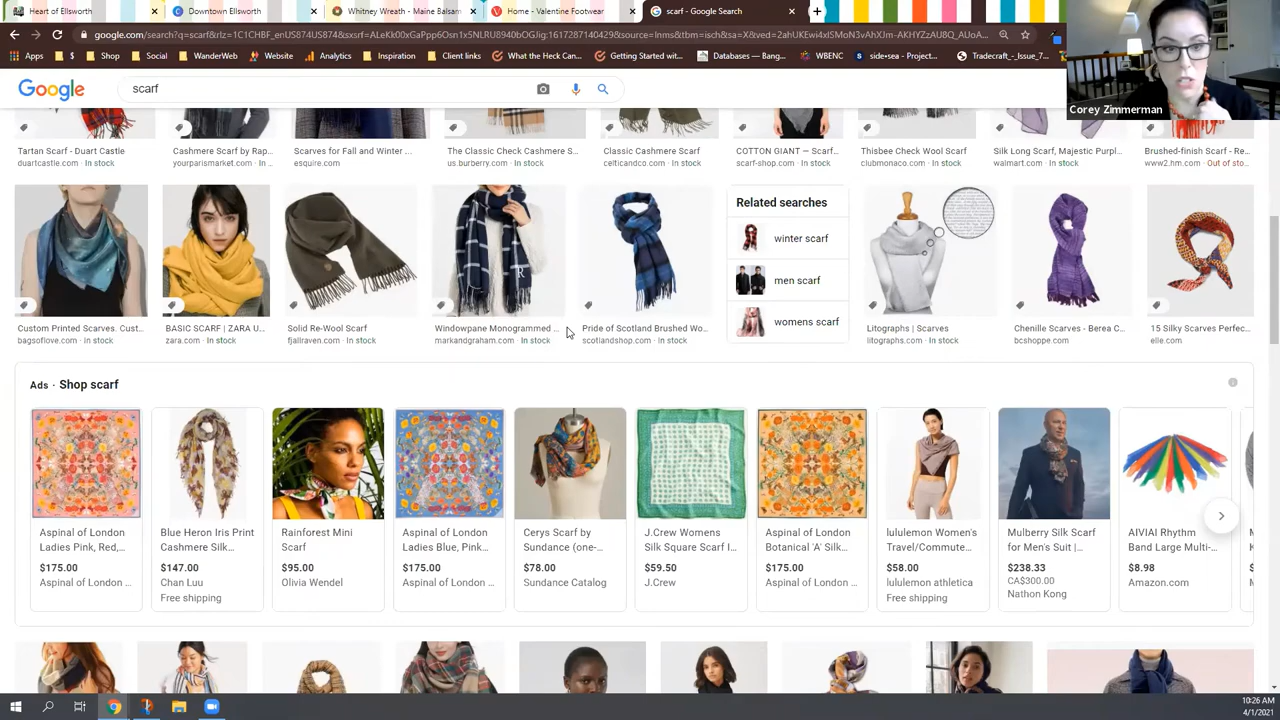 Heart of Ellsworth
Downtown Ellsworth
Whitney Wreath - Maine Balsam
Home - Valentine Footwear
scarf - Google Search
Apps
$
Shop
Social
WanderWeb
Website
Analytics
Inspiration
Client links
What the Heck Can...
Getting Started wit...
Databases — Bang...
WBENC
side+sea - Project...
Tradecraft_-_Issue_7...
Corey Zimmerman
Google
scarf
Tartan Scarf - Duart Castle
duartcastle.com · In stock
Cashmere Scarf by Rap...
yourparismarket.com · In ...
Scarves for Fall and Winter ...
esquire.com
The Classic Check Cashmere S...
us.burberry.com · In stock
Classic Cashmere Scarf
celticandco.com · In stock
COTTON GIANT — Scarf...
scarf-shop.com · In stock
Thisbee Check Wool Scarf
clubmonaco.com · In stock
Silk Long Scarf, Majestic Purpl...
walmart.com · In stock
Brushed-finish Scarf - Re...
www2.hm.com · Out of sto...
Related searches
winter scarf
men scarf
womens scarf
R
Custom Printed Scarves. Cust...
bagsoflove.com · In stock
BASIC SCARF | ZARA U...
zara.com · In stock
Solid Re-Wool Scarf
fjallraven.com · In stock
Windowpane Monogrammed ...
markandgraham.com · In stock
Pride of Scotland Brushed Wo...
scotlandshop.com · In stock
Litographs | Scarves
litographs.com · In stock
Chenille Scarves - Berea C...
bcshoppe.com
15 Silky Scarves Perfec...
elle.com
Ads · Shop scarf
Aspinal of London
Ladies Pink, Red,...
$175.00
Aspinal of London ...
Blue Heron Iris Print
Cashmere Silk...
$147.00
Chan Luu
Free shipping
Rainforest Mini
Scarf
$95.00
Olivia Wendel
Aspinal of London
Ladies Blue, Pink...
$175.00
Aspinal of London ...
Cerys Scarf by
Sundance (one-...
$78.00
Sundance Catalog
J.Crew Womens
Silk Square Scarf I...
$59.50
J.Crew
Aspinal of London
Botanical 'A' Silk...
$175.00
Aspinal of London ...
lululemon Women's
Travel/Commute...
$58.00
lululemon athletica
Free shipping
Mulberry Silk Scarf
for Men's Suit |...
$238.33
CA$300.00
Nathon Kong
AIVIAI Rhythm
Band Large Multi-...
$8.98
Amazon.com
10:26 AM
4/1/2021